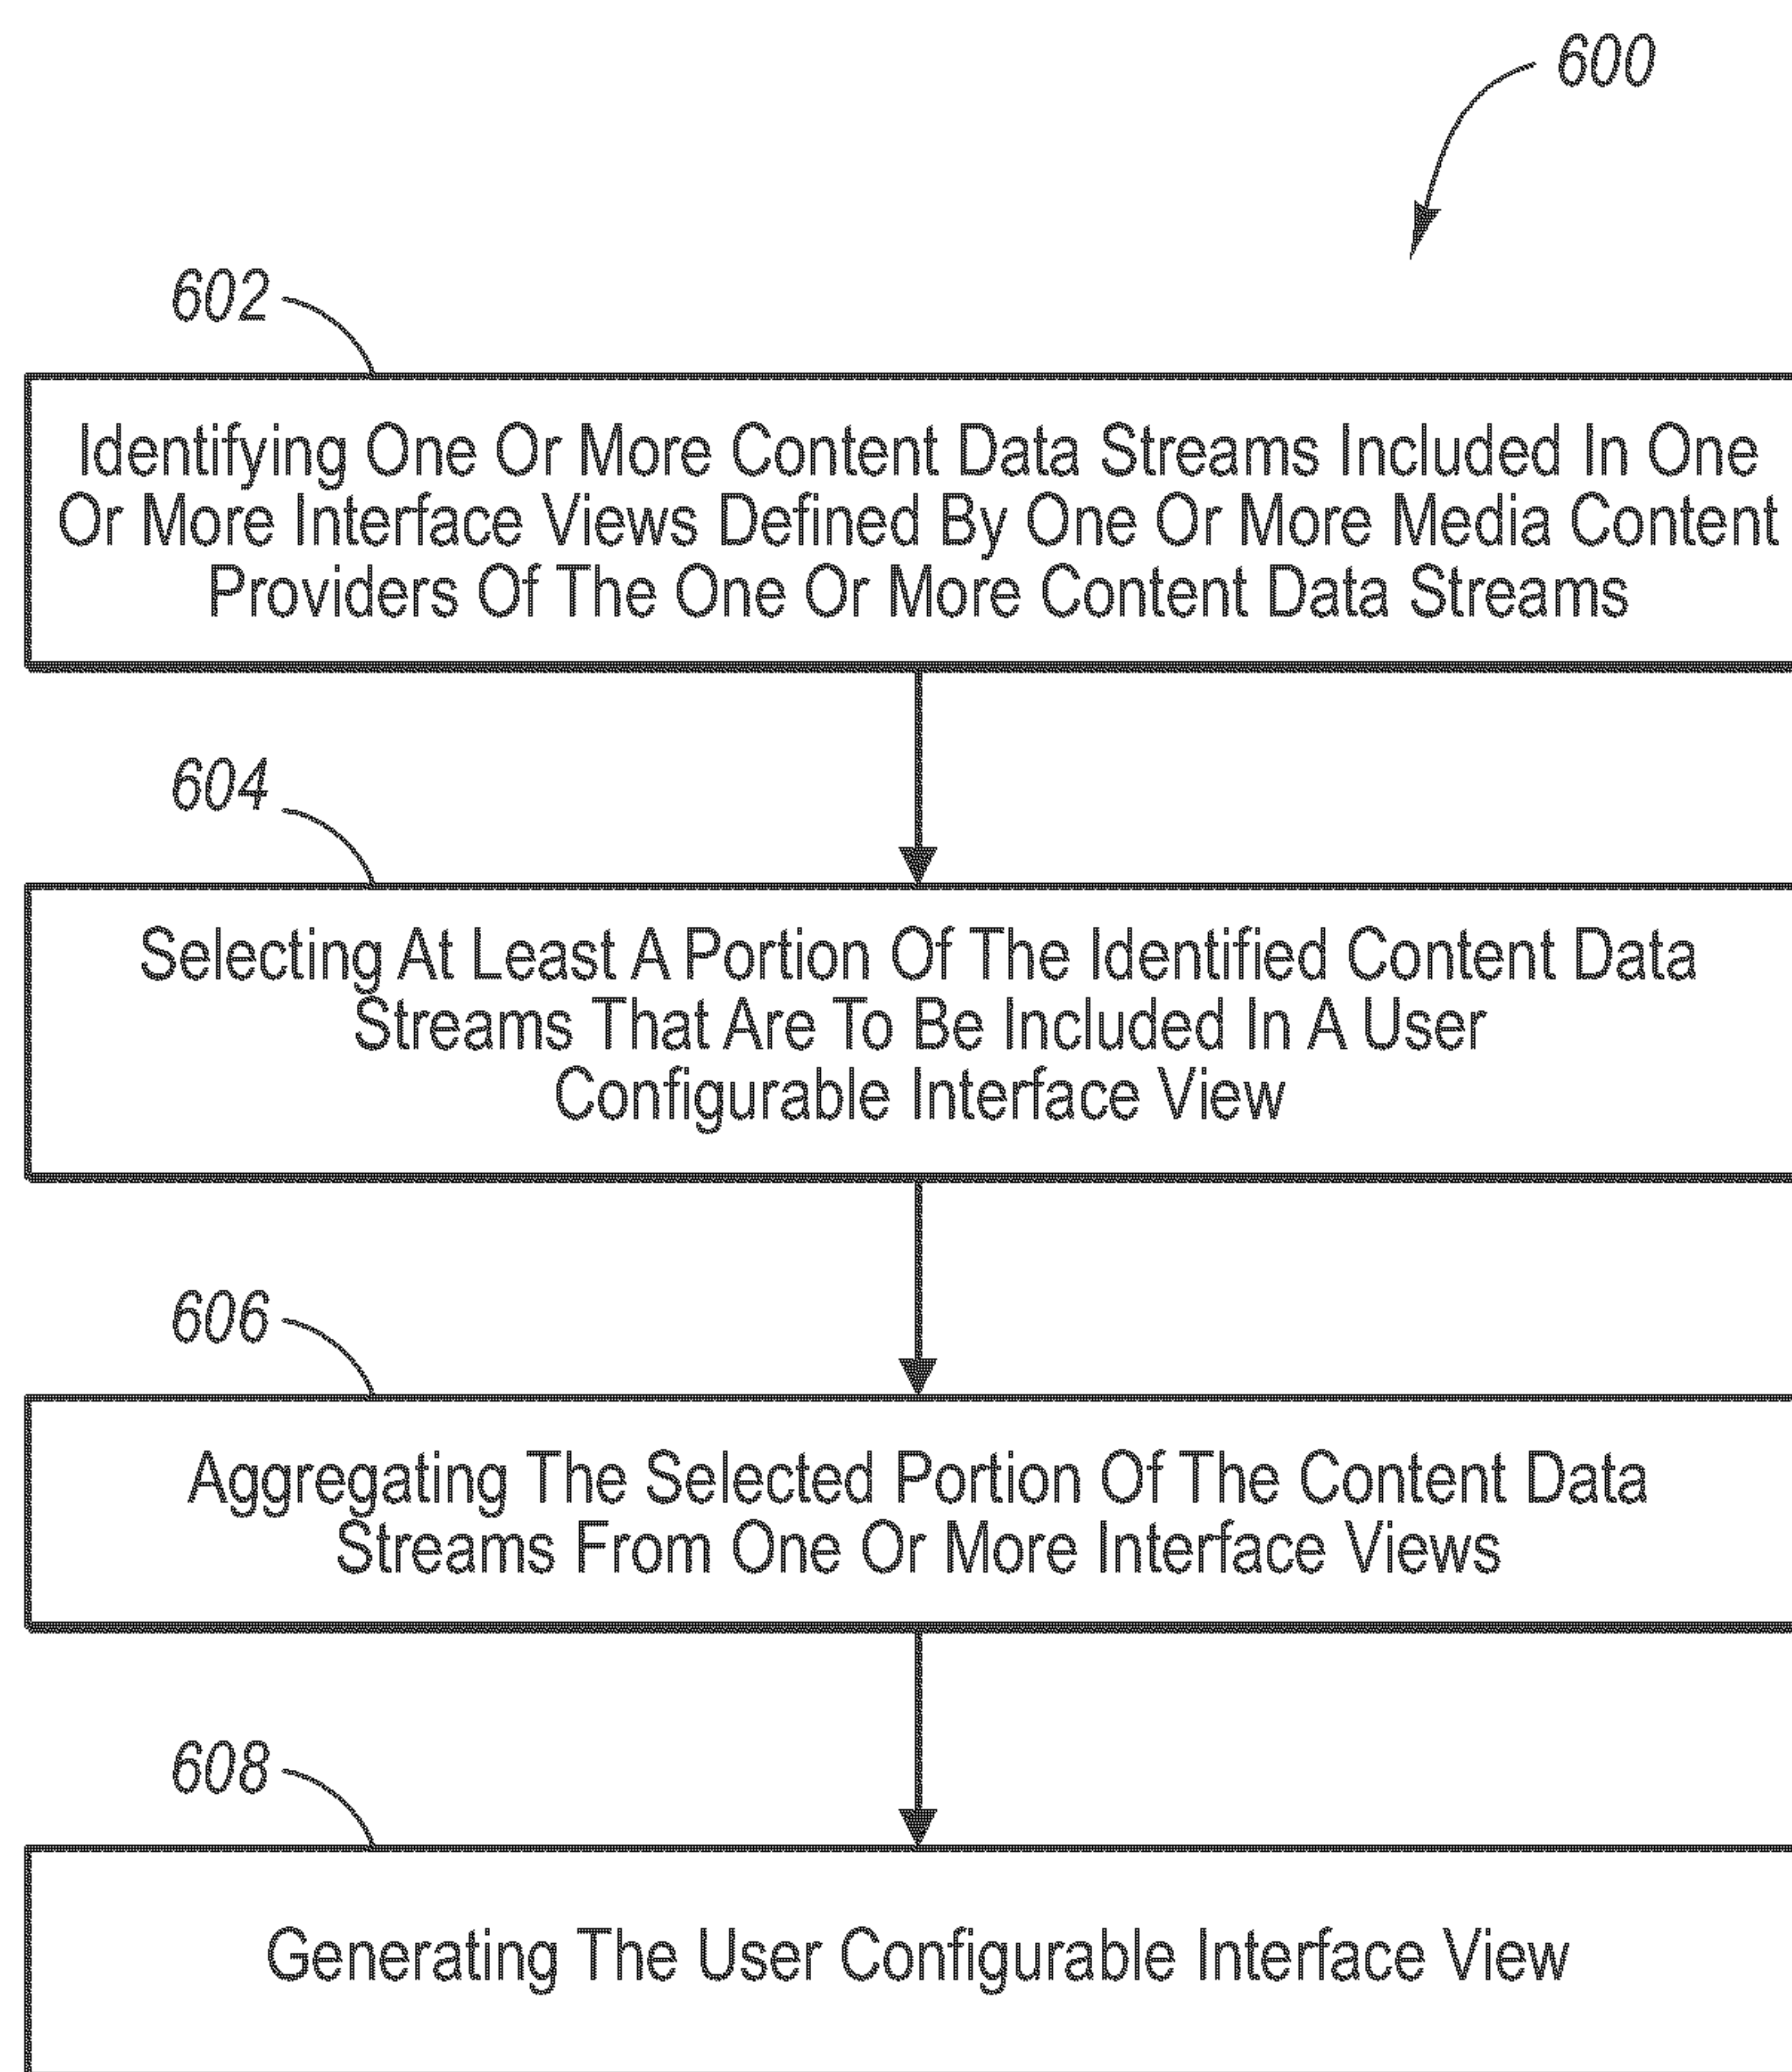 600
602
Identifying One Or More Content Data Streams Included In One
Or More Interface Views Defined By One Or More Media Content
Providers Of The One Or More Content Data Streams
604
Selecting At Least A Portion Of The Identified Content Data
Streams That Are To Be Included In A User
Configurable Interface View
606
Aggregating The Selected Portion Of The Content Data
Streams From One Or More Interface Views
608
Generating The User Configurable Interface View